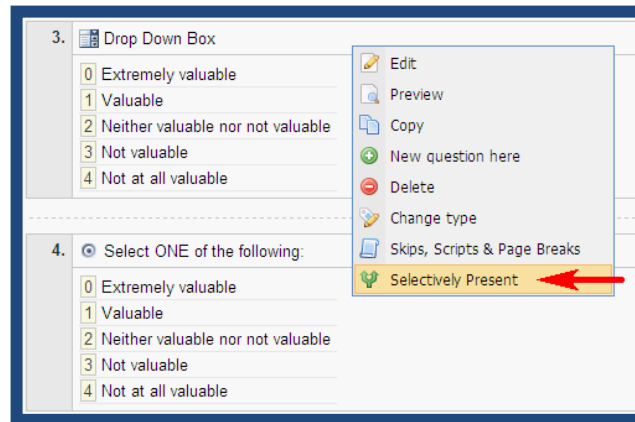 3. Drop Down Box
0 Extremely valuable
1 Valuable
2 Neither valuable nor not valuable
3 Not valuable
4 Not at all valuable
Edit
Preview
Copy
New question here
Delete
Change type
Skips, Scripts & Page Breaks
Selectively Present
4. Select ONE of the following:
0 Extremely valuable
1 Valuable
2 Neither valuable nor not valuable
3 Not valuable
4 Not at all valuable